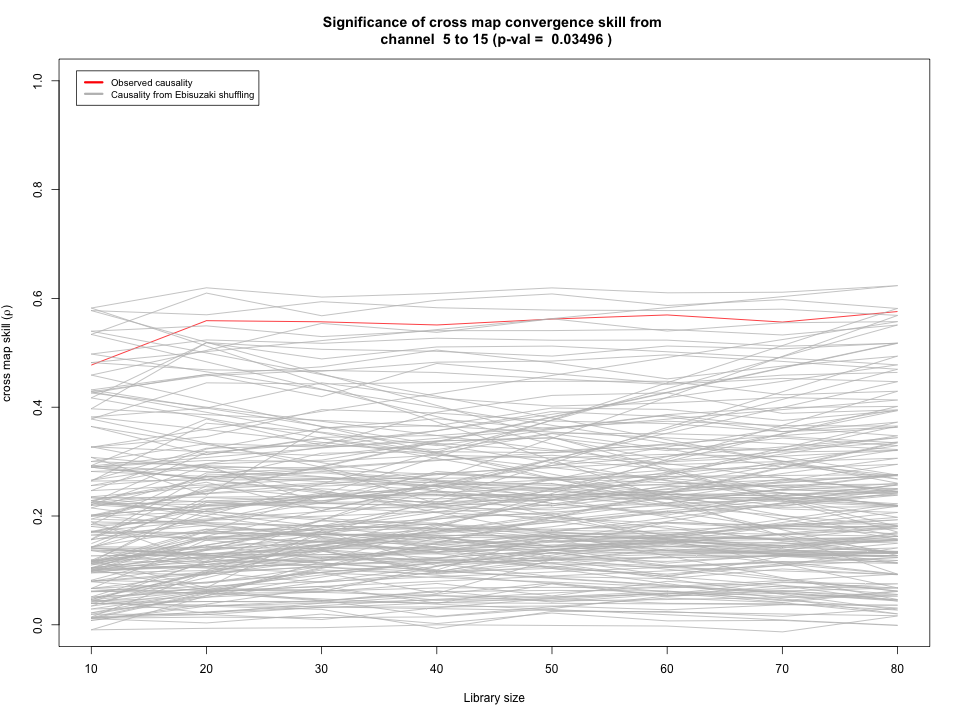 Significance of cross map convergence skill from
channel  5 to 15 (p-val =  0.03496 )
Observed causality
Causality from Ebisuzaki shuffling
1.0
0.8
0.6
0.4
0.2
0.0
cross map skill (ρ)
10 20 30 40 50 60 70 80
Library size